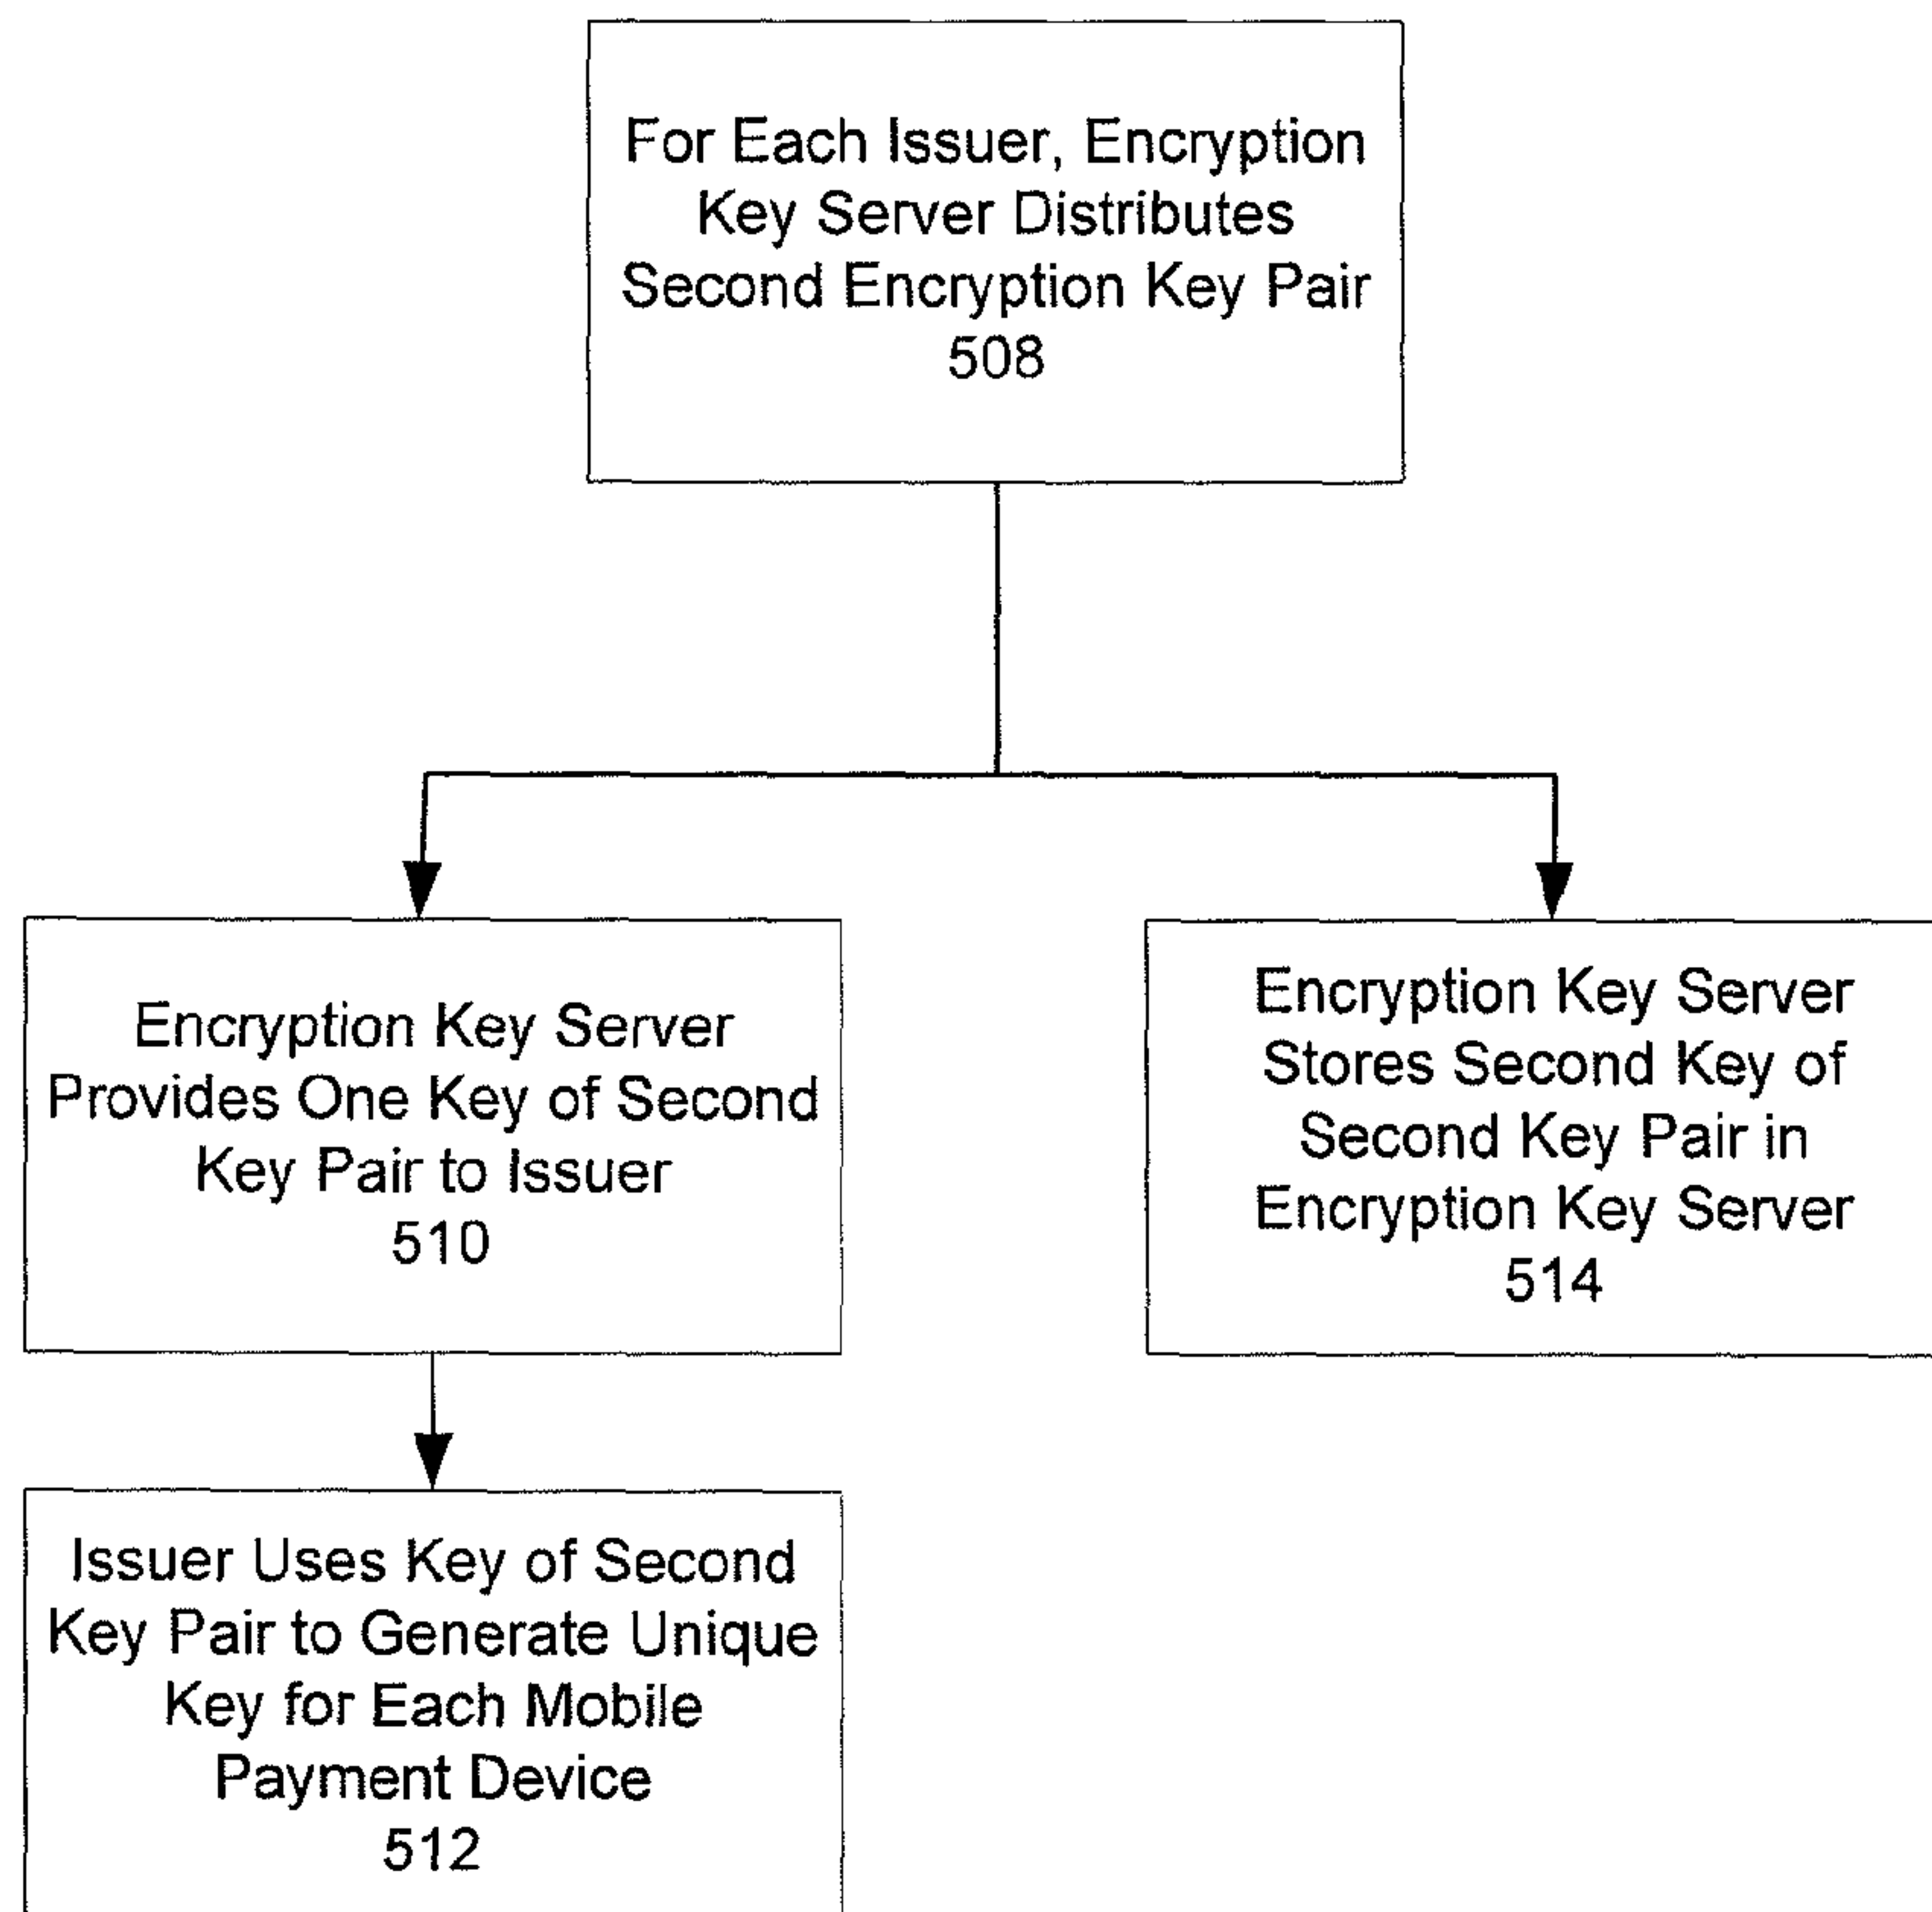 For Each Issuer, Encryption
Key Server Distributes
Second Encryption Key Pair
508
Encryption Key Server
Provides One Key of Second
Key Pair to Issuer
510
Encryption Key Server
Stores Second Key of
Second Key Pair in
Encryption Key Server
514
Issuer Uses Key of Second
Key Pair to Generate Unique
Key for Each Mobile
Payment Device
512